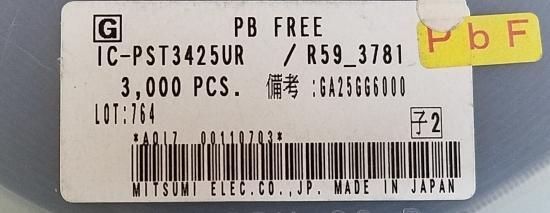 G PB FREE
IC-PST3425UR / R59_3781
PbF
3,000 PCS. 備考:GA25GG6000
LOT:764
子2
*A017 00110703*
MITSUMI ELEC.CO.,JP. MADE IN JAPAN